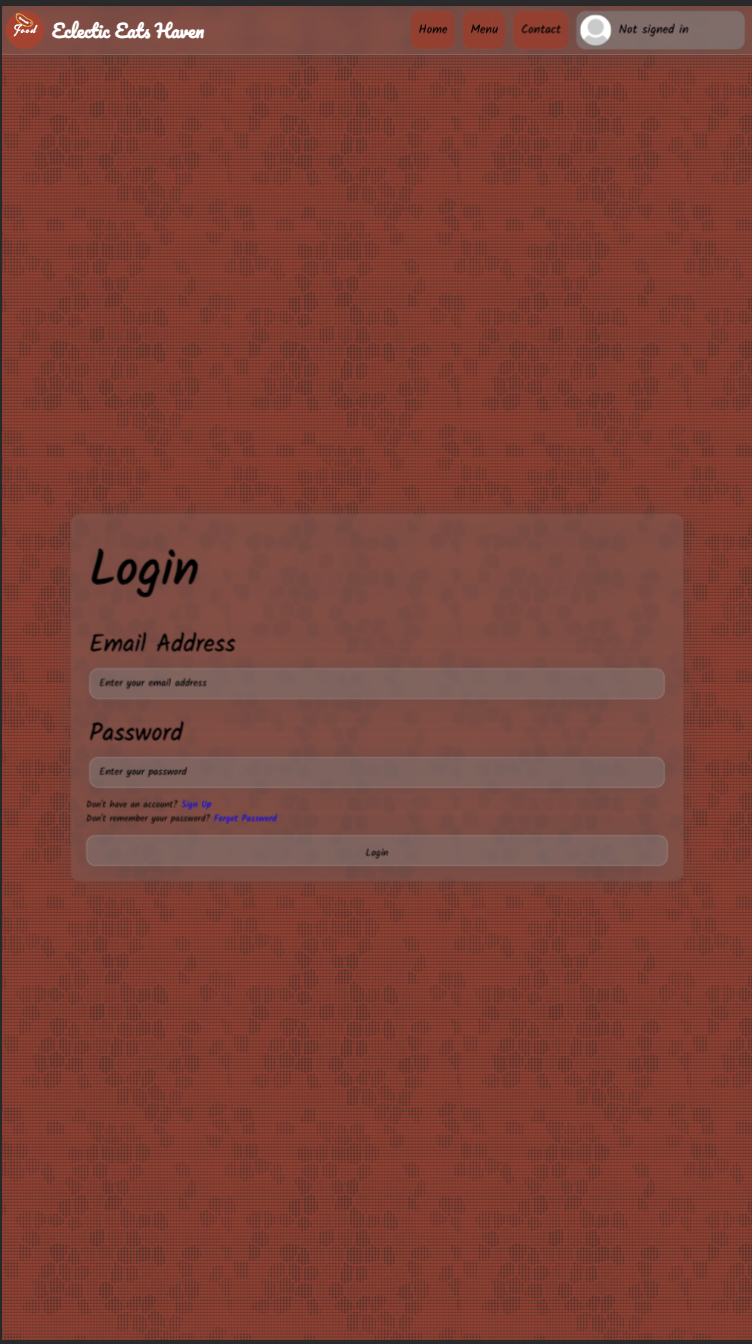 Food
Eclectic Eats Haven
Home
Menu
Contact
Not signed in
Login
Email Address
Enter your email address
Password
Enter your password
Don't have an account? Sign Up
Don't remember your password? Forgot Password
Login